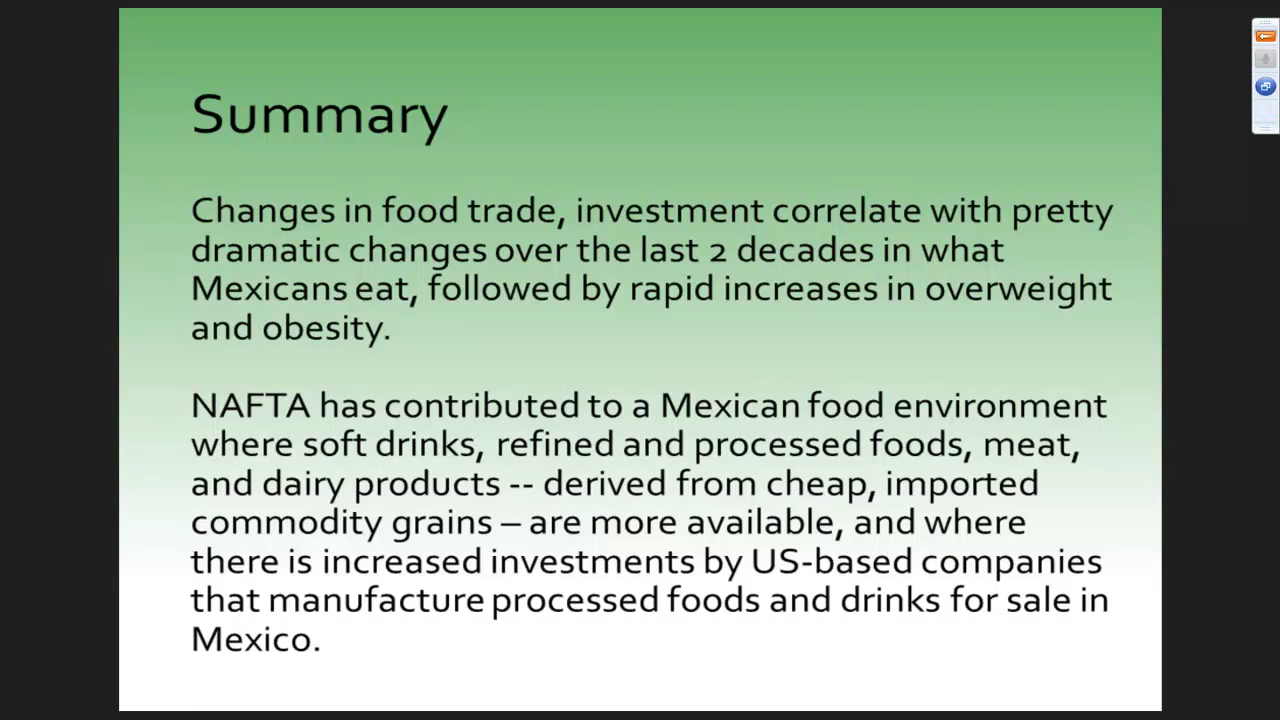 Summary
Changes in food trade, investment correlate with pretty
dramatic changes over the last 2 decades in what
Mexicans eat, followed by rapid increases in overweight
and obesity.
NAFTA has contributed to a Mexican food environment
where soft drinks, refined and processed foods, meat,
and dairy products -- derived from cheap, imported
commodity grains – are more available, and where
there is increased investments by US-based companies
that manufacture processed foods and drinks for sale in
Mexico.